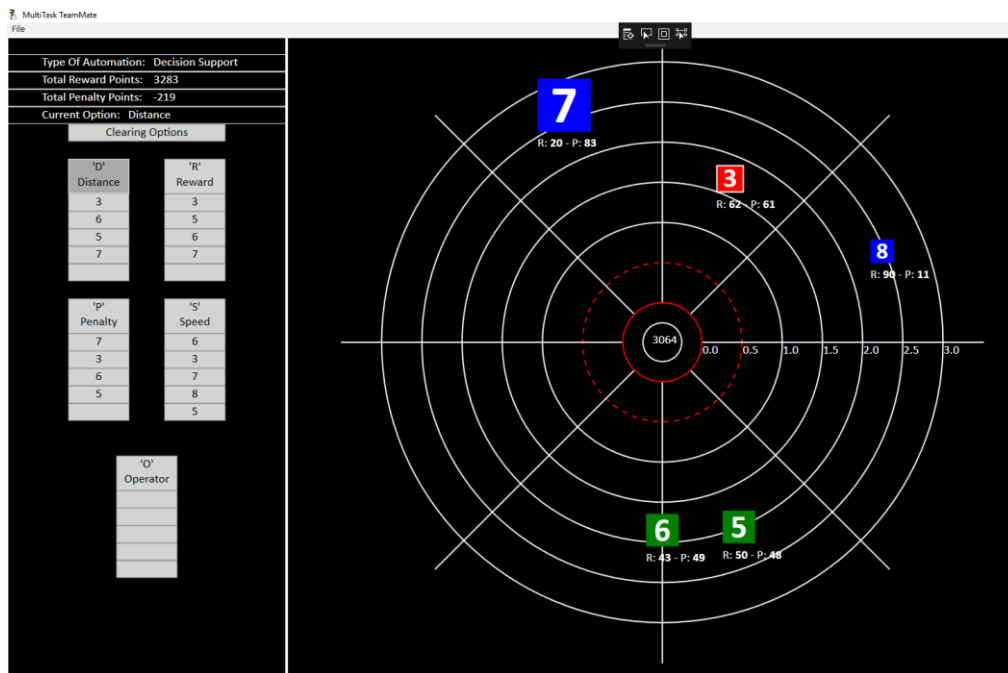 MultiTask TeamMate
File
Type Of Automation: Decision Support
Total Reward Points: 3283
Total Penalty Points: -219
Current Option: Distance
Clearing Options
'D'
Distance
3
6
5
7
'R'
Reward
3
5
6
7
'P'
Penalty
7
3
6
5
'S'
Speed
6
3
7
8
5
'O'
Operator
7
R: 20 - P: 83
3
R: 62 - P: 61
8
R: 90 - P: 11
3064
0.0 0.5 1.0 1.5 2.0 2.5 3.0
6
R: 43 - P: 49
5
R: 50 - P: 48